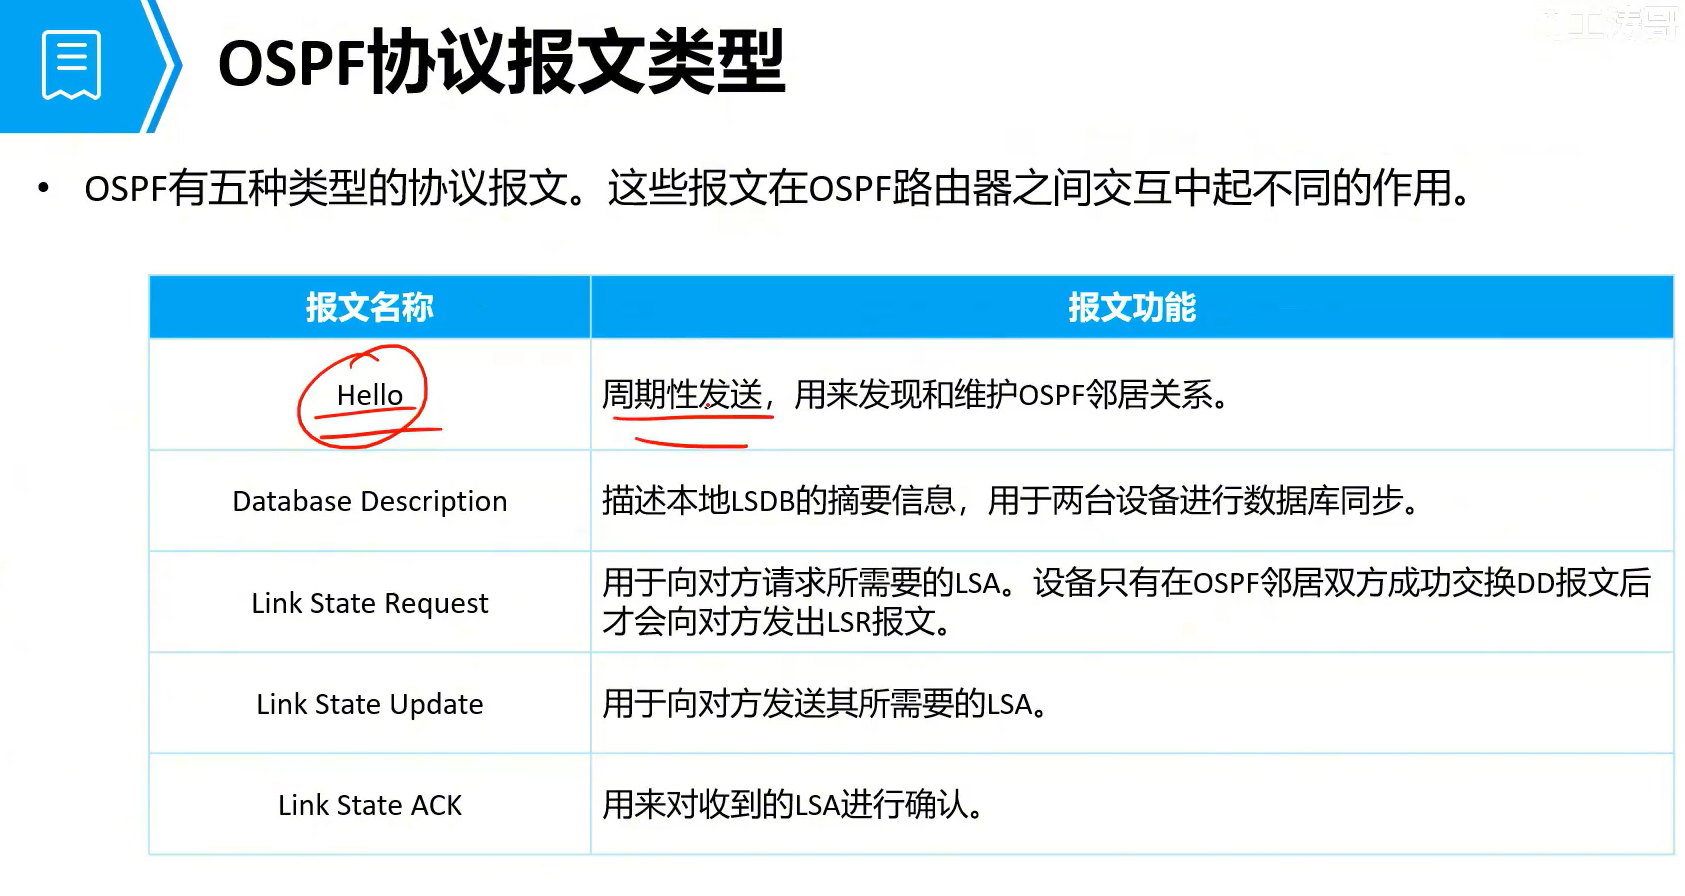 OSPF协议报文类型
• OSPF有五种类型的协议报文。这些报文在OSPF路由器之间交互中起不同的作用。
报文名称 报文功能
Hello 周期性发送，用来发现和维护OSPF邻居关系。
Database Description 描述本地LSDB的摘要信息，用于两台设备进行数据库同步。
Link State Request 用于向对方请求所需要的LSA。设备只有在OSPF邻居双方成功交换DD报文后
才会向对方发出LSR报文。
Link State Update 用于向对方发送其所需要的LSA。
Link State ACK 用来对收到的LSA进行确认。